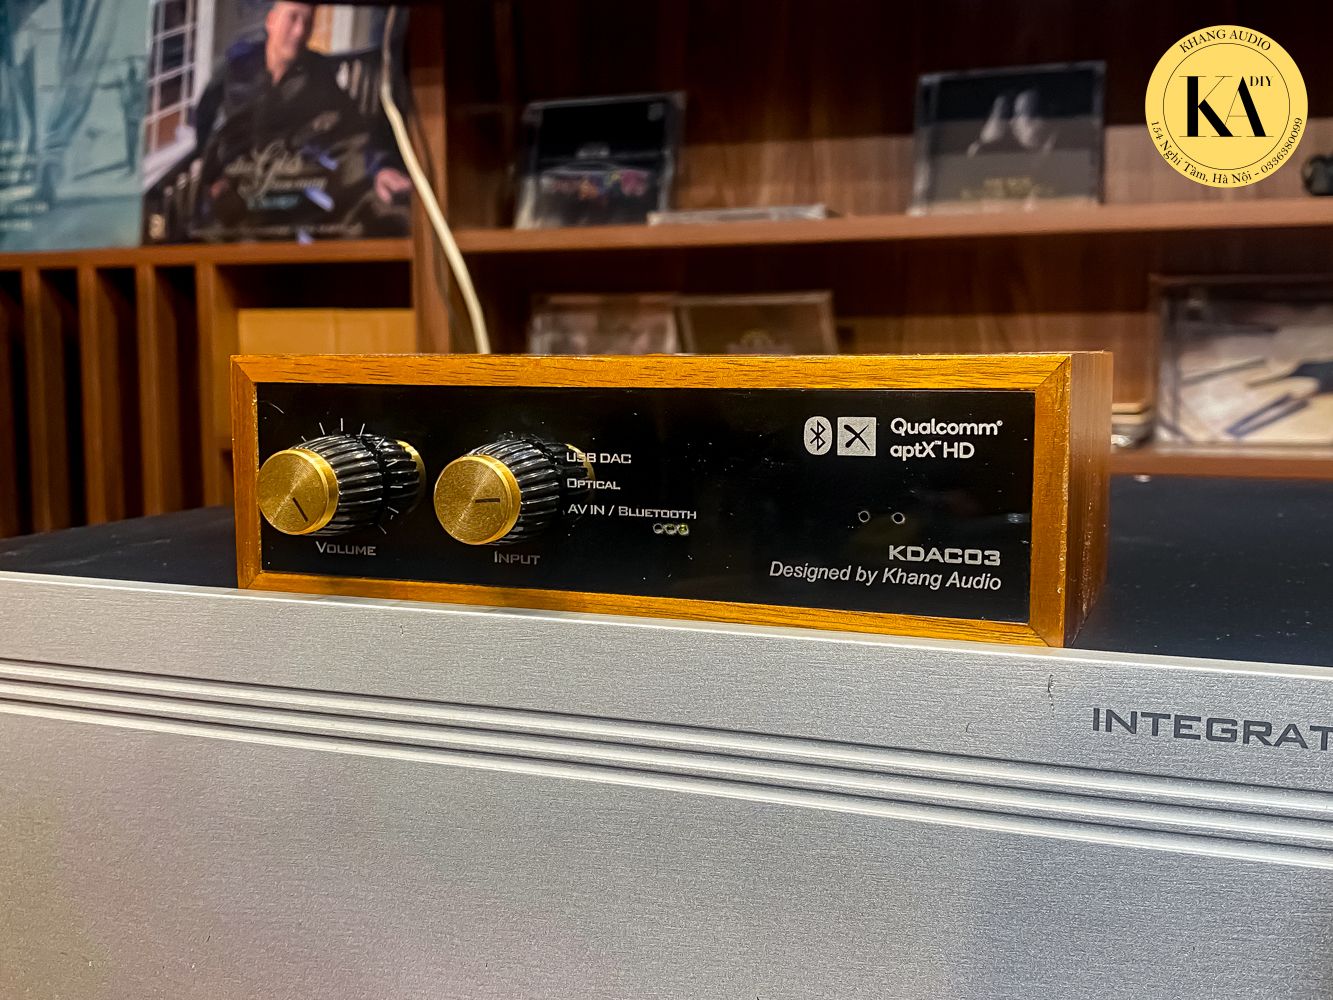 KHANG AUDIO
KA DIY
154 Nghi Tàm, Hà Nội - 0336380099
Qualcomm®
aptX™ HD
USB DAC
OPTICAL
AV IN / BLUETOOTH
VOLUME
INPUT
KDAC03
Designed by Khang Audio
INTEGRAT